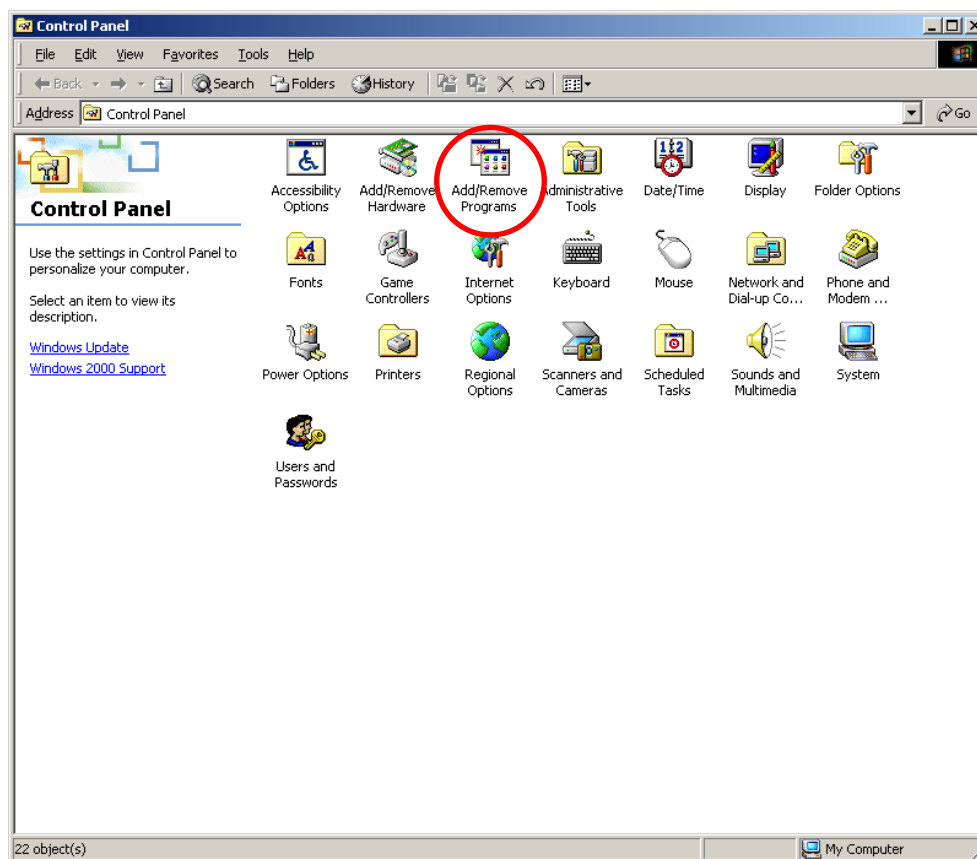 Control Panel
File Edit View Favorites Tools Help
Back Search Folders History
Address Control Panel Go
Control Panel
Use the settings in Control Panel to
personalize your computer.
Select an item to view its
description.
Windows Update
Windows 2000 Support
Accessibility
Options
Add/Remove
Hardware
Add/Remove
Programs
Administrative
Tools
Date/Time
Display
Folder Options
Fonts
Game
Controllers
Internet
Options
Keyboard
Mouse
Network and
Dial-up Co...
Phone and
Modem ...
Power Options
Printers
Regional
Options
Scanners and
Cameras
Scheduled
Tasks
Sounds and
Multimedia
System
Users and
Passwords
22 object(s) My Computer